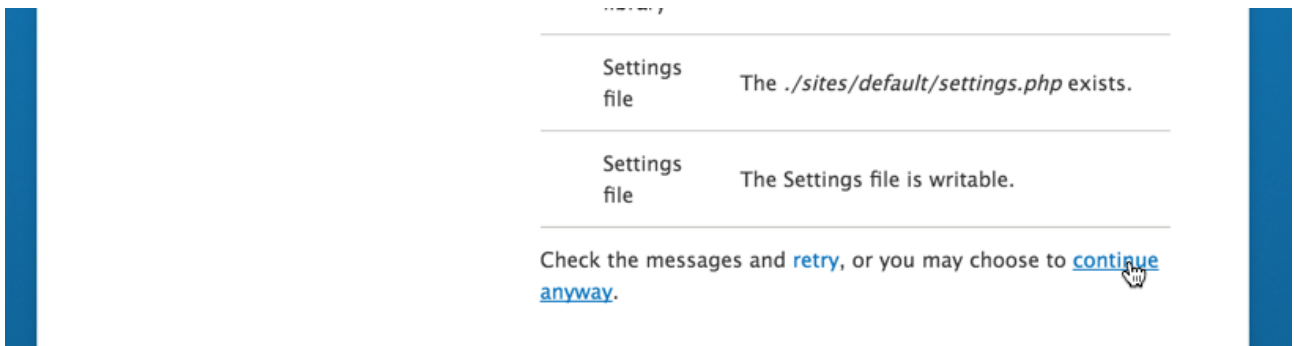 Settings
file
The ./sites/default/settings.php exists.
Settings
file
The Settings file is writable.
Check the messages and retry, or you may choose to continue
anyway.